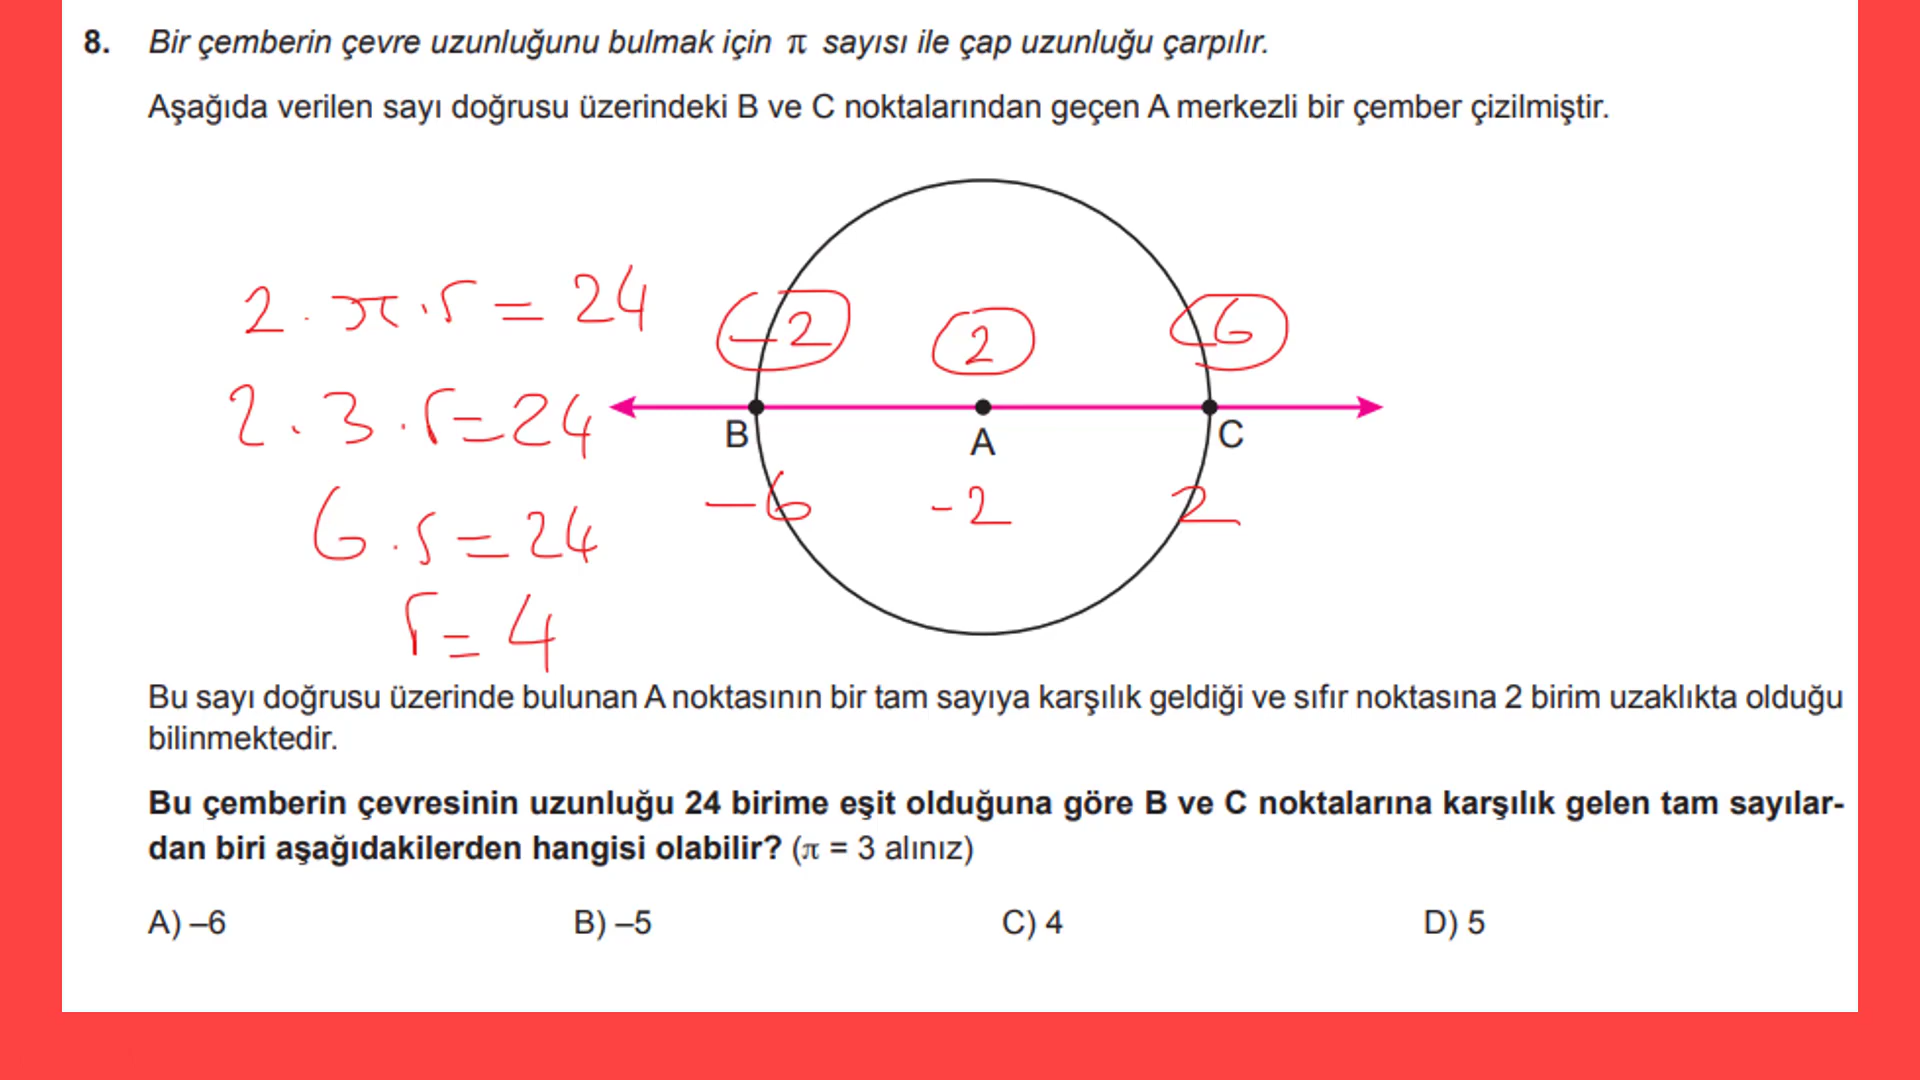 8. Bir çemberin çevre uzunluğunu bulmak için π sayısı ile çap uzunluğu çarpılır.
Aşağıda verilen sayı doğrusu üzerindeki B ve C noktalarından geçen A merkezli bir çember çizilmiştir.
2 . π . r = 24
-2 2 6
2 . 3 . r = 24
B A C
-6 -2 2
6 . r = 24
r = 4
Bu sayı doğrusu üzerinde bulunan A noktasının bir tam sayıya karşılık geldiği ve sıfır noktasına 2 birim uzaklıkta olduğu
bilinmektedir.
Bu çemberin çevresinin uzunluğu 24 birime eşit olduğuna göre B ve C noktalarına karşılık gelen tam sayılar-
dan biri aşağıdakilerden hangisi olabilir? (π = 3 alınız)
A) –6 B) –5 C) 4 D) 5